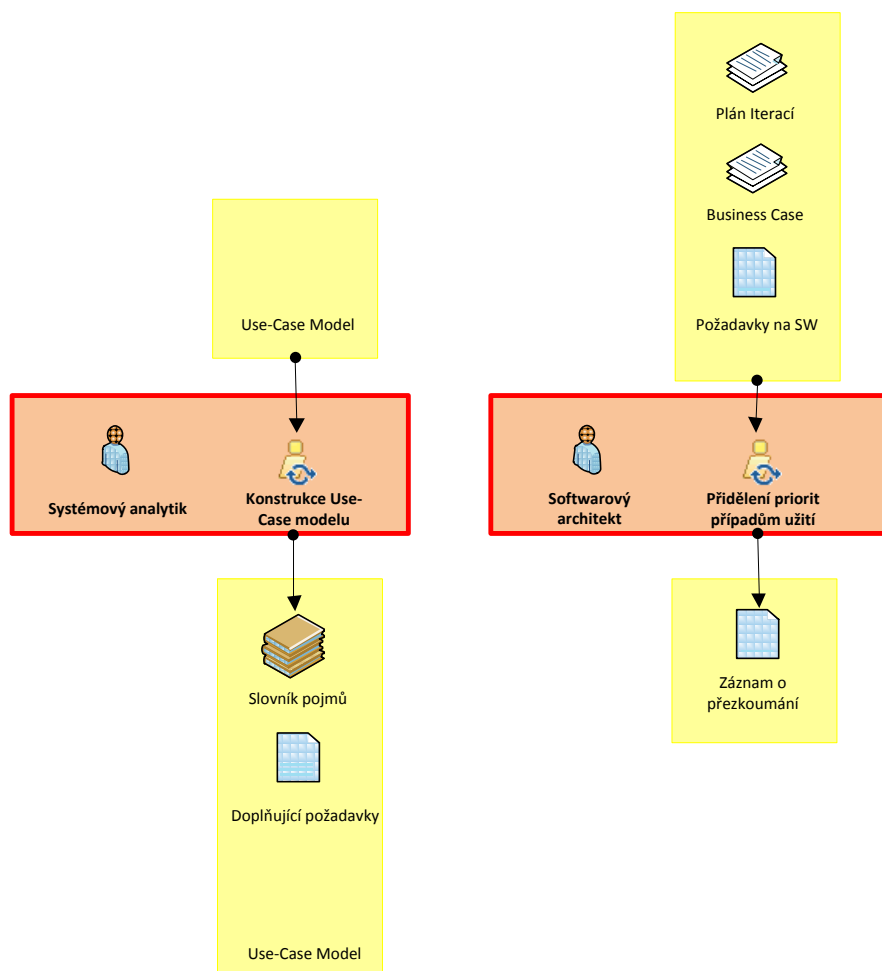 Use-Case Model
Systémový analytik
Konstrukce Use-
Case modelu
Slovník pojmů
Doplňující požadavky
Use-Case Model
Plán Iterací
Business Case
Požadavky na SW
Softwarový
architekt
Přidělení priorit
případům užití
Záznam o
přezkoumání